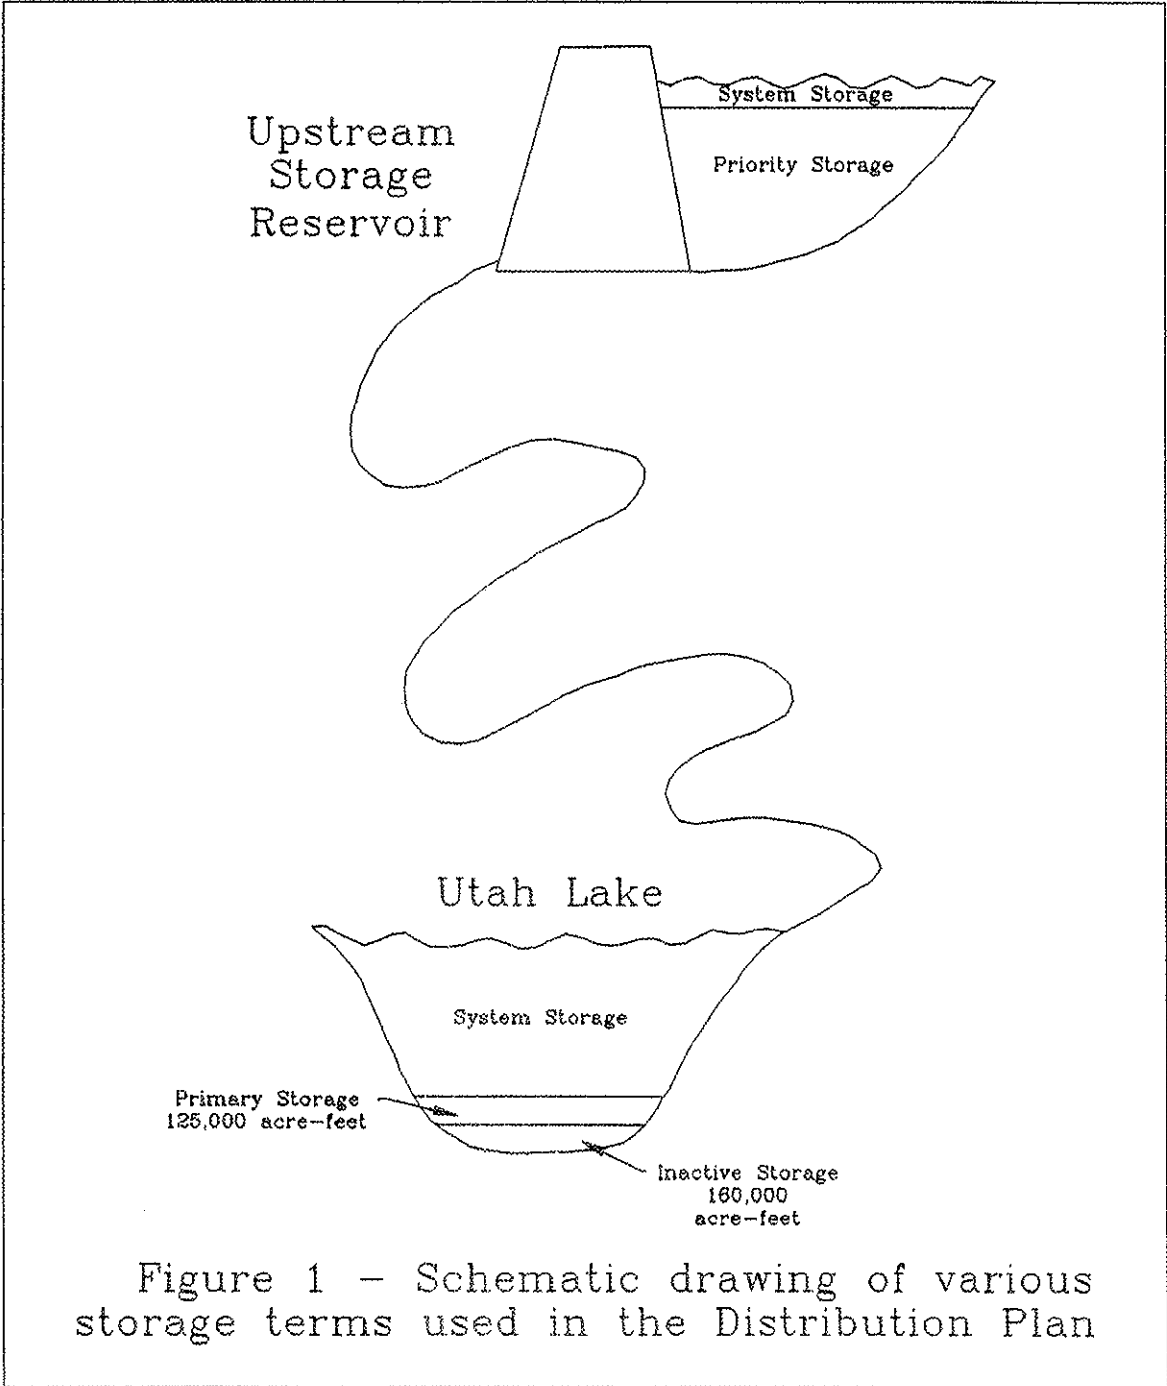 System Storage
Upstream
Storage
Reservoir
Priority Storage
Utah Lake
System Storage
Primary Storage
125,000 acre-feet
Inactive Storage
160,000
acre-feet
Figure 1 - Schematic drawing of various
storage terms used in the Distribution Plan